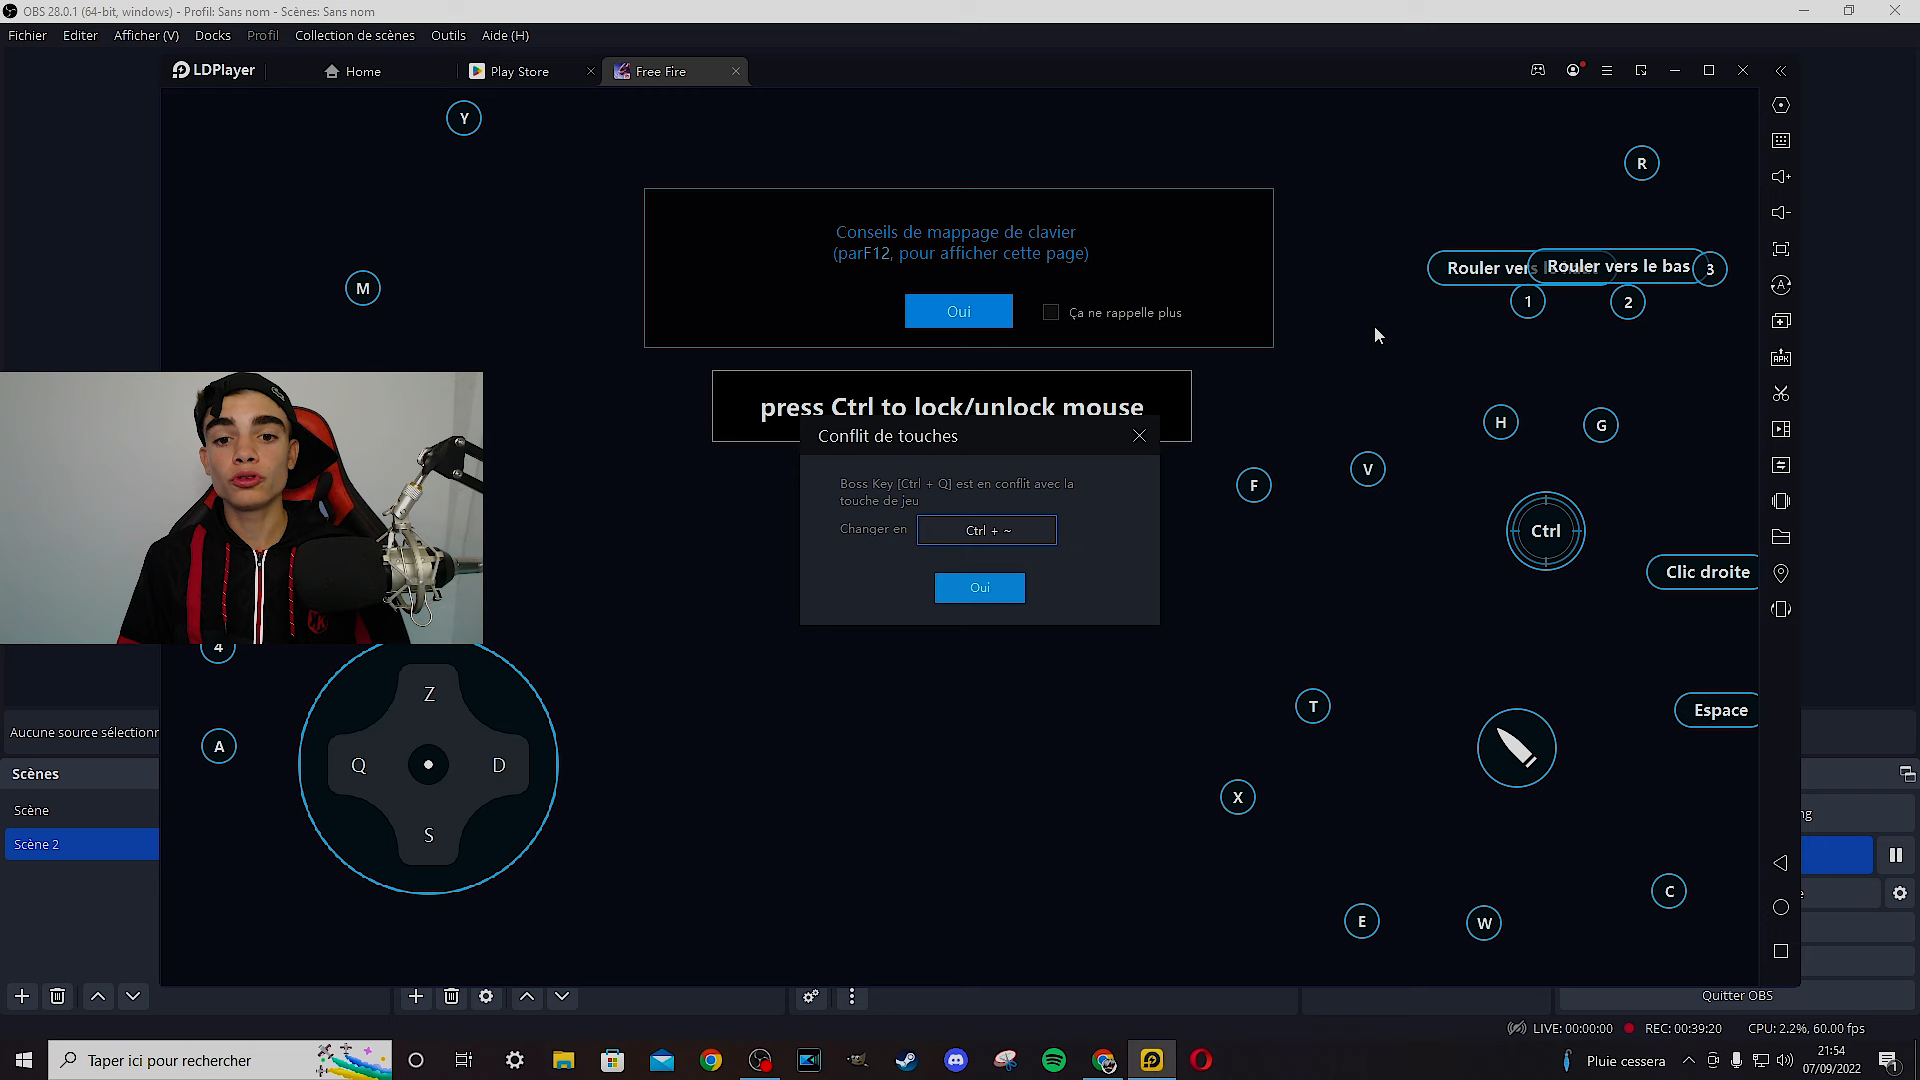 OBS 28.0.1 (64-bit, windows) - Profil: Sans nom - Scènes: Sans nom
Fichier Editer Afficher (V) Docks Profil Collection de scènes Outils Aide (H)
LDPlayer Home Play Store Free Fire
Y
R
Conseils de mappage de clavier
(parF12, pour afficher cette page)
Rouler vers Rouler vers le bas 3
M
Oui Ça ne rappelle plus
1 2
press Ctrl to lock/unlock mouse
H G
Conflit de touches
V
F
Boss Key [Ctrl + Q] est en conflit avec la
touche de jeu
Changer en Ctrl + ~
Ctrl
Clic droite
Oui
4
Z
T
Espace
Aucune source sélectionn
A
Q D
Scènes
X
Scène
ng
S
Scène 2
C
e
E W
Quitter OBS
LIVE: 00:00:00 REC: 00:39:20 CPU: 2.2%, 60.00 fps
Taper ici pour rechercher
Pluie cessera
21:54
07/09/2022
1